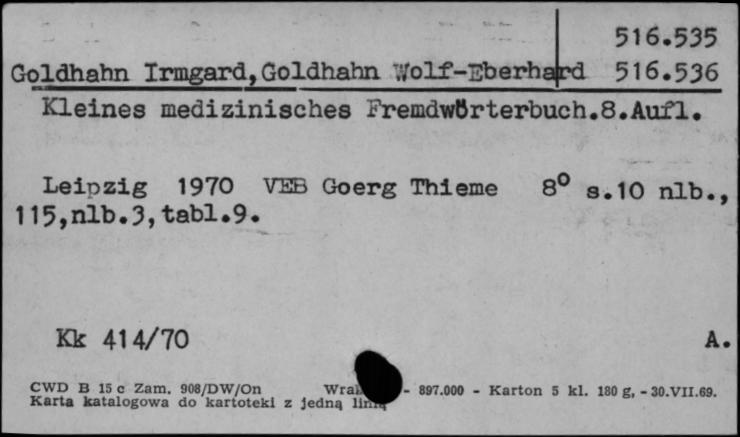 516.535
Goldhahn Irmgard,Goldhahn Wolf-Eberhard 516.536
Kleines medizinisches Fremdwörterbuch.8.Aufl.
Leipzig 1970 VEB Goerg Thieme 8° s.10 nlb.,
115,nlb.3,tabl.9.
Kk 414/70
A.
CWD B 15 c Zam. 908/DW/On - 897.000 - Karton 5 kl. 180 g, - 30.VII.69.
Karta katalogowa do kartoteki z jedną linią